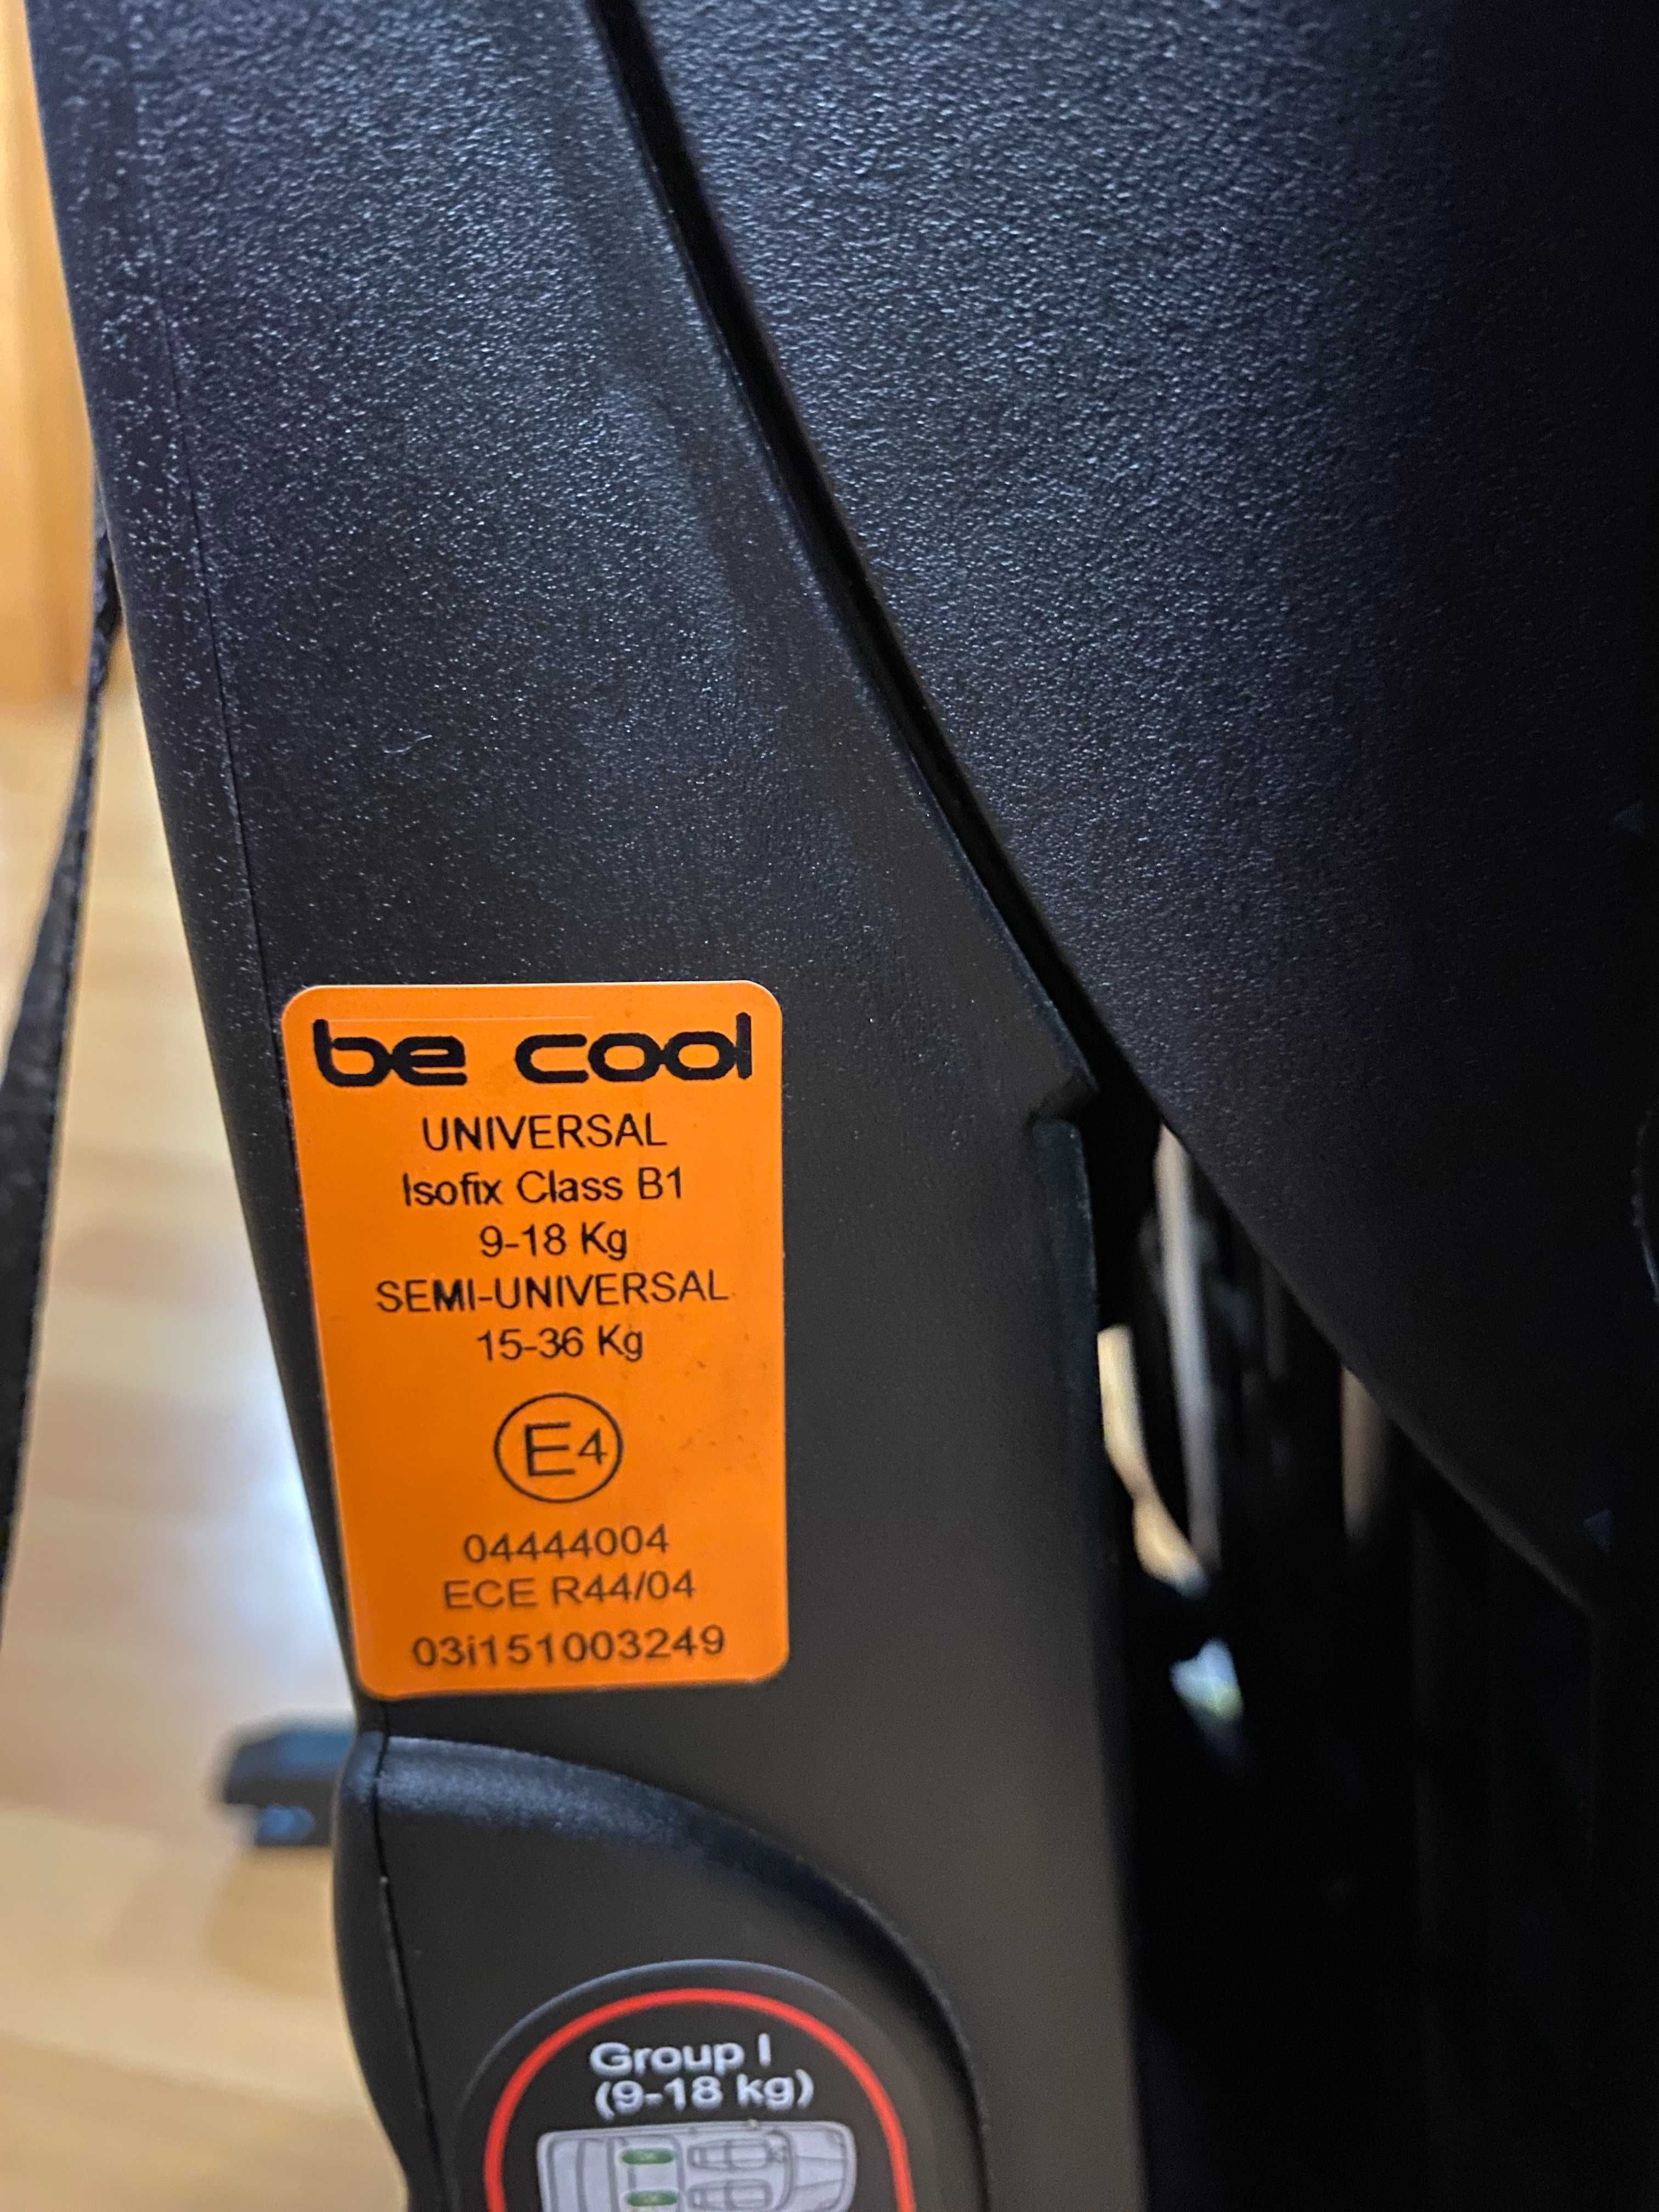 be cool
UNIVERSAL
Isofix Class B1
9-18 Kg
SEMI-UNIVERSAL
15-36 Kg
E4
04444004
ECE R44/04
03i151003249
Group I
(9-18 kg)